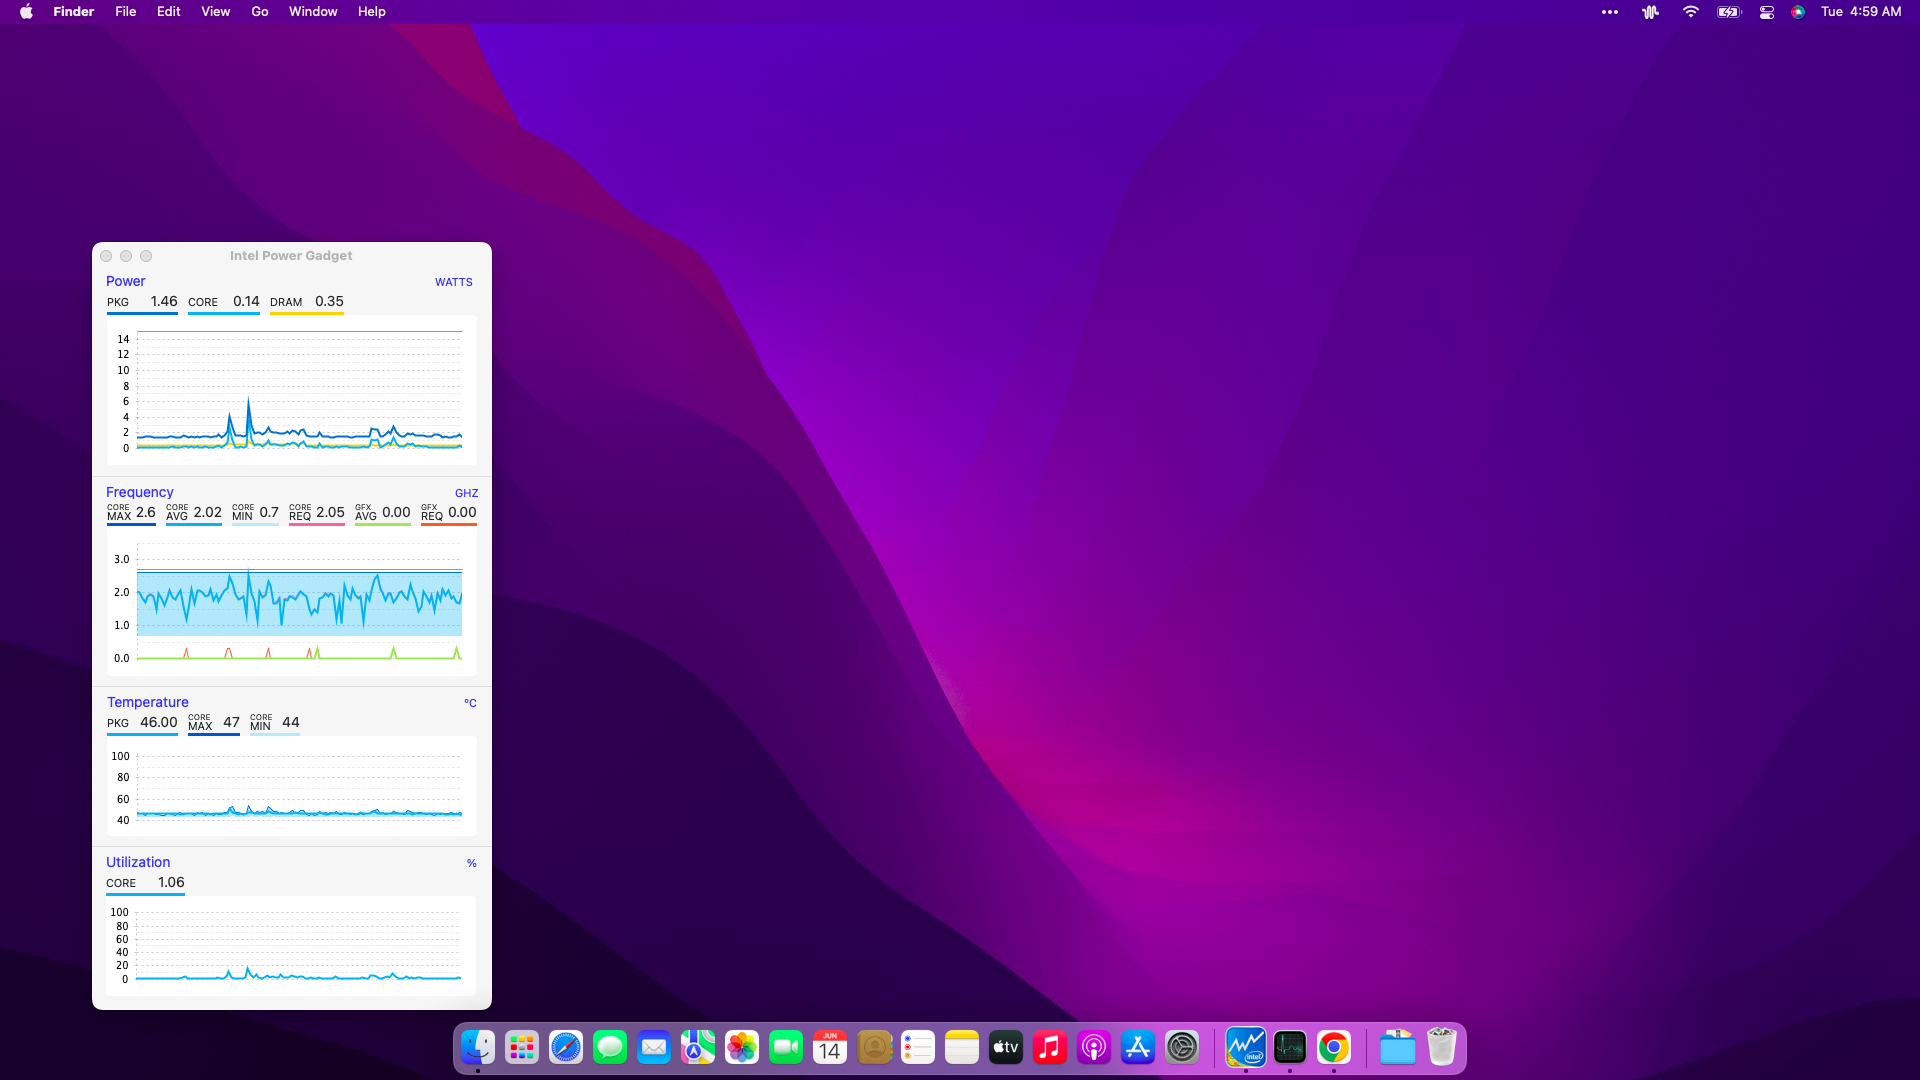 Finder File Edit View Go Window Help Tue 4:59 AM
Intel Power Gadget
Power WATTS
PKG 1.46 CORE 0.14 DRAM 0.35
14
12
10
8
6
4
2
0
Frequency GHZ
CORE MAX 2.6 CORE AVG 2.02 CORE MIN 0.7 CORE REQ 2.05 GFX AVG 0.00 GFX REQ 0.00
3.0
2.0
1.0
0.0
Temperature °C
PKG 46.00 CORE MAX 47 CORE MIN 44
100
80
60
40
Utilization %
CORE 1.06
100
80
60
40
20
0
JUN
14
tv
intel